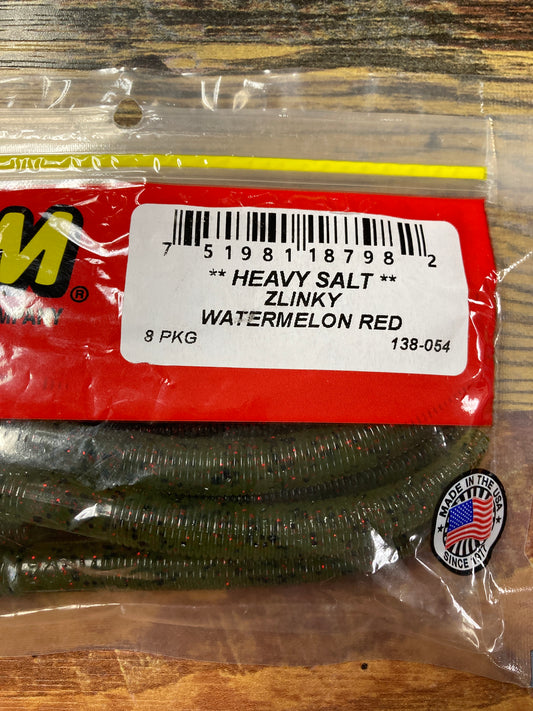 M®
7 51981 18798 2
** HEAVY SALT **
ZLINKY
WATERMELON RED
8 PKG 138-054
MADE IN THE USA
SINCE 1977